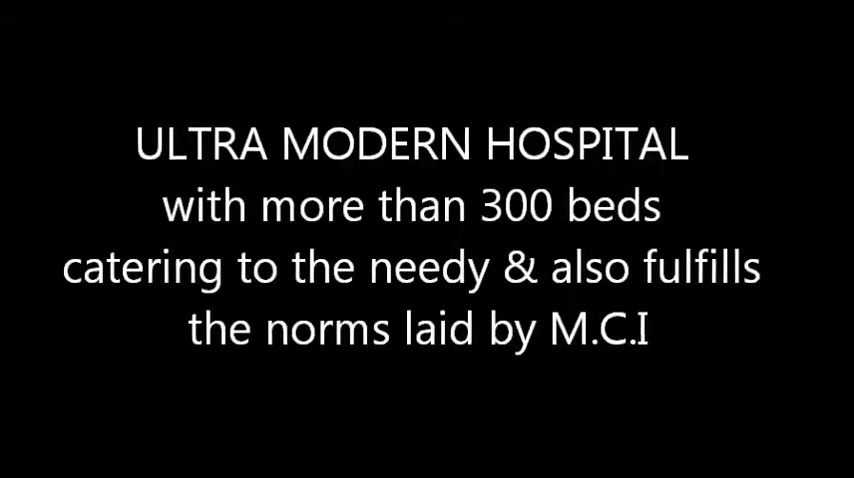 ULTRA MODERN HOSPITAL
with more than 300 beds
catering to the needy & also fulfills
the norms laid by M.C.I